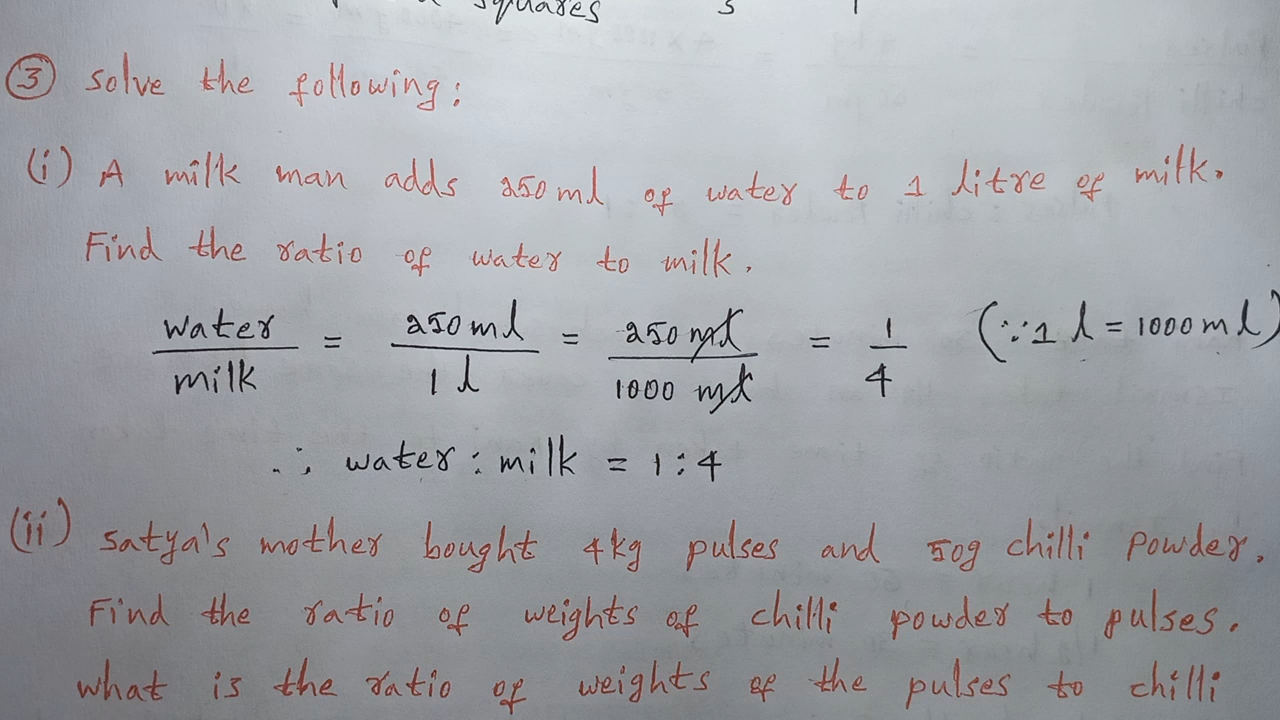 squares 5 1
③ Solve the following:
(i) A milk man adds 250 ml of water to 1 litre of milk.
Find the ratio of water to milk.
water/milk = 250 ml/1 l = 250 ml/1000 ml = 1/4 (∵ 1 l = 1000 ml)
∴ water : milk = 1 : 4
(ii) Satya's mother bought 4kg pulses and 50g chilli powder.
Find the ratio of weights of chilli powder to pulses.
what is the ratio of weights of the pulses to chilli